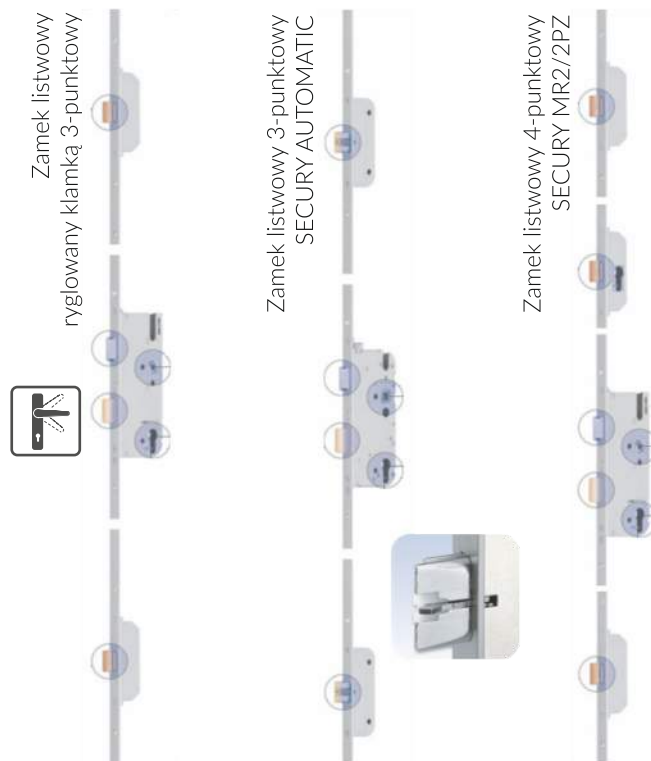 Zamek listwowy
ryglowany klamką 3-punktowy
Zamek listwowy 3-punktowy
SECURY AUTOMATIC
Zamek listwowy 4-punktowy
SECURY MR2/2PZ